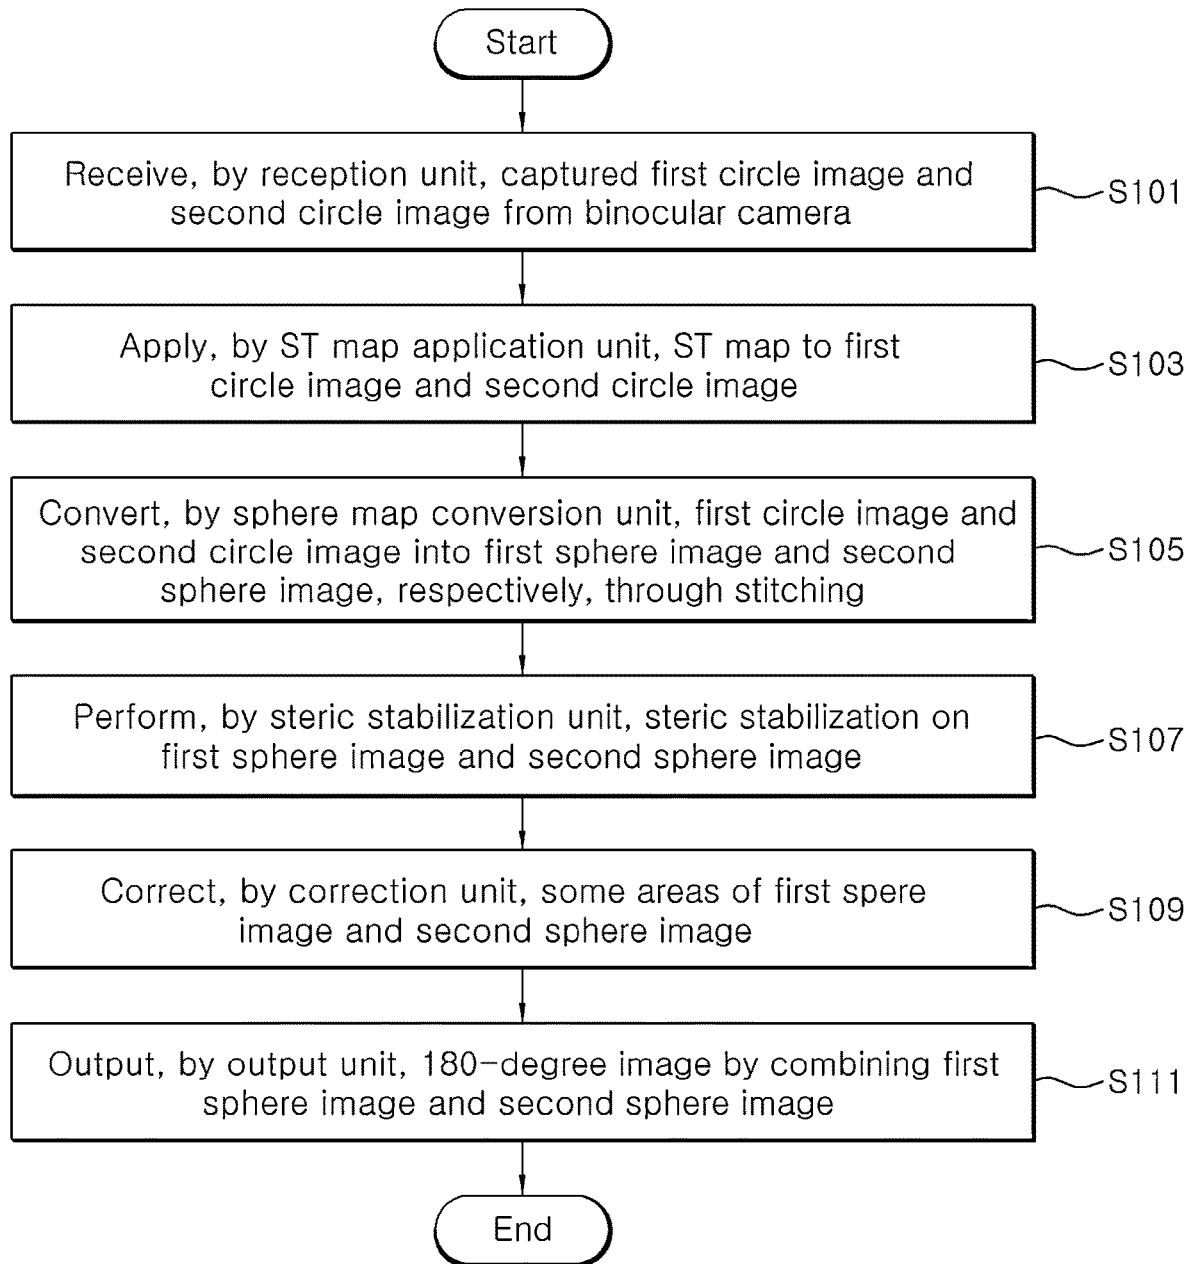 Start
Receive, by reception unit, captured first circle image and
second circle image from binocular camera
S101
Apply, by ST map application unit, ST map to first
circle image and second circle image
S103
Convert, by sphere map conversion unit, first circle image and
second circle image into first sphere image and second
sphere image, respectively, through stitching
S105
Perform, by steric stabilization unit, steric stabilization on
first sphere image and second sphere image
S107
Correct, by correction unit, some areas of first spere
image and second sphere image
S109
Output, by output unit, 180-degree image by combining first
sphere image and second sphere image
S111
End